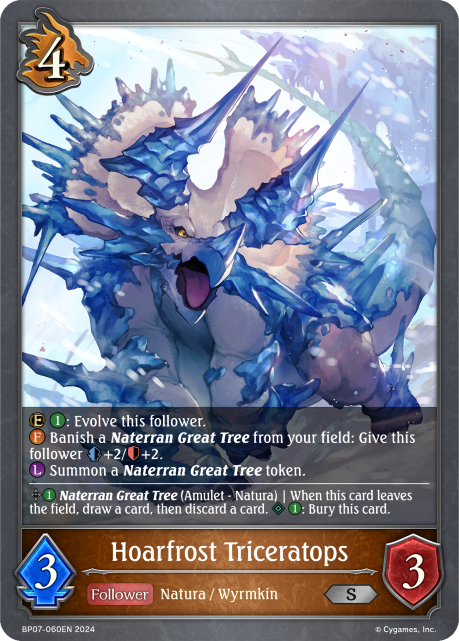 4
E 1: Evolve this follower.
F Banish a Naterran Great Tree from your field: Give this
follower +2/+2.
L Summon a Naterran Great Tree token.
1 Naterran Great Tree (Amulet - Natura) | When this card leaves
the field, draw a card, then discard a card. 1: Bury this card.
Hoarfrost Triceratops
3
Follower Natura / Wyrmkin S
3
BP07-060EN 2024 © Cygames, Inc.